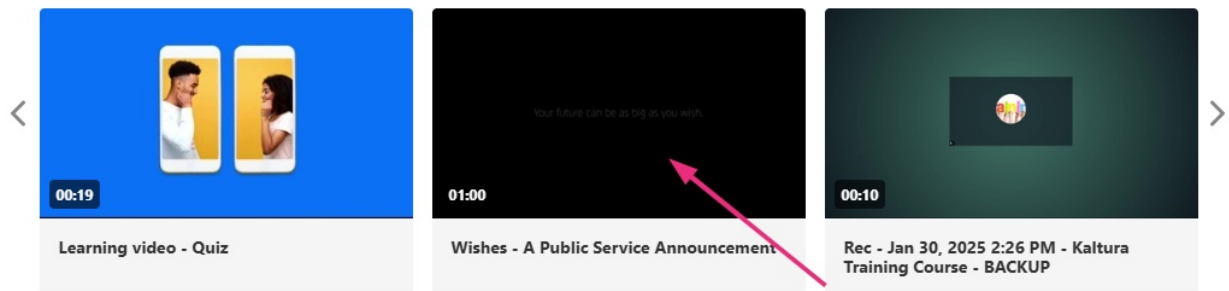 00:19
Learning video - Quiz
Your future can be as big as you wish.
01:00
Wishes - A Public Service Announcement
00:10
Rec - Jan 30, 2025 2:26 PM - Kaltura
Training Course - BACKUP